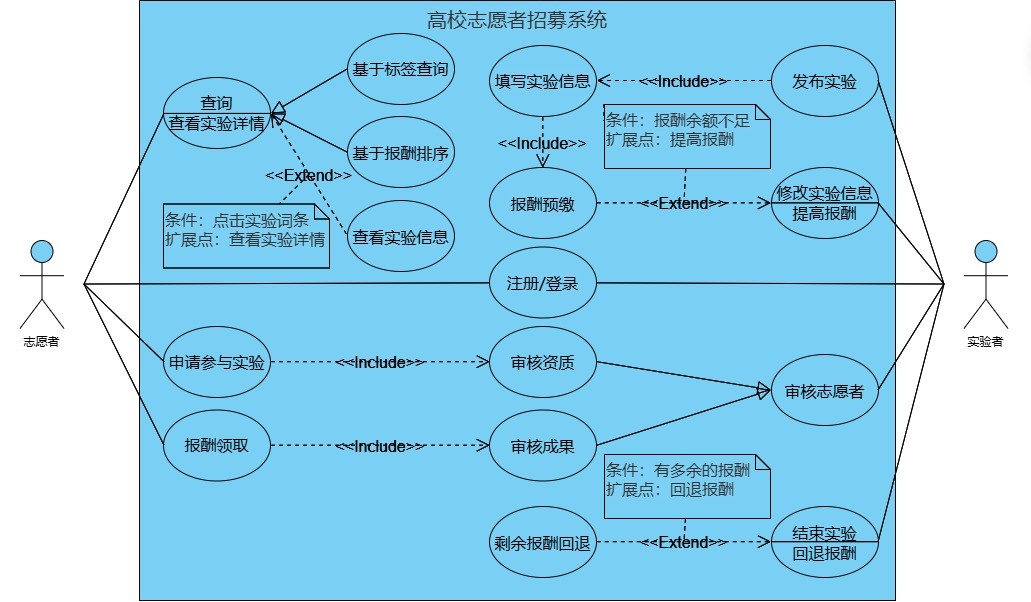 高校志愿者招募系统
基于标签查询
查询
查看实验详情
基于报酬排序
<<Extend>>
条件：点击实验词条
扩展点：查看实验详情
查看实验信息
填写实验信息
<<Include>>
发布实验
<<Include>>
条件：报酬余额不足
扩展点：提高报酬
报酬预缴
<<Extend>>
修改实验信息
提高报酬
志愿者
注册/登录
实验者
申请参与实验
<<Include>>
审核资质
审核志愿者
报酬领取
<<Include>>
审核成果
条件：有多余的报酬
扩展点：回退报酬
剩余报酬回退
<<Extend>>
结束实验
回退报酬